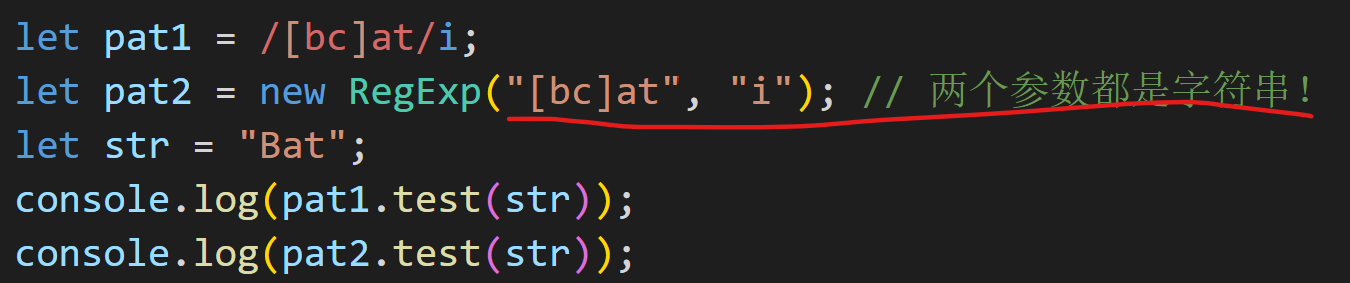 let pat1 = /[bc]at/i;
let pat2 = new RegExp("[bc]at", "i"); // 两个参数都是字符串！
let str = "Bat";
console.log(pat1.test(str));
console.log(pat2.test(str));